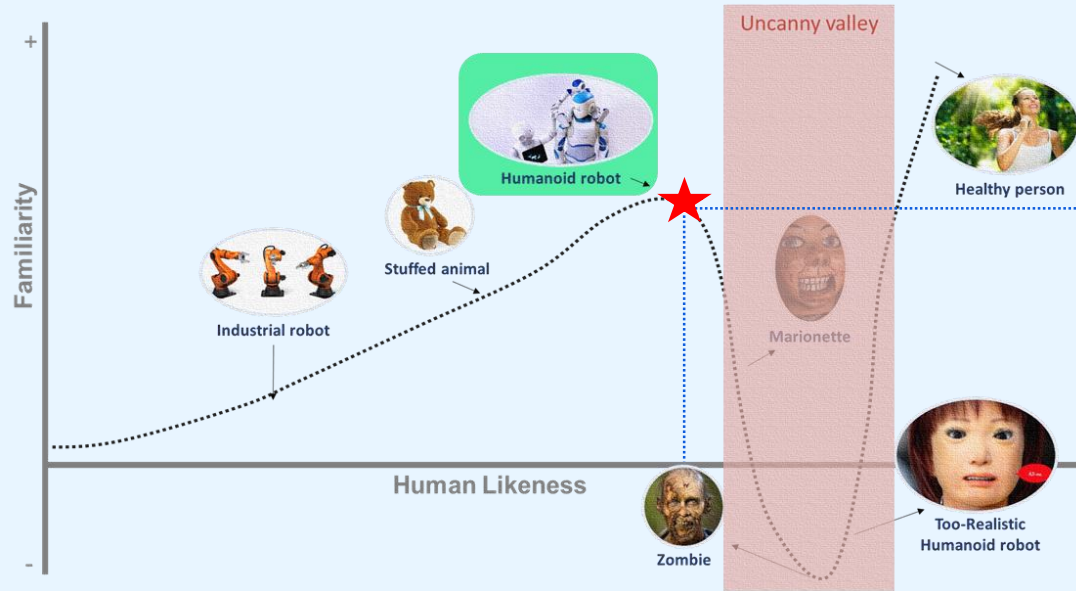 Uncanny valley
+
Humanoid robot
Healthy person
Familiarity
Stuffed animal
Industrial robot
Marionette
Human Likeness
Too-Realistic
Humanoid robot
Zombie
-